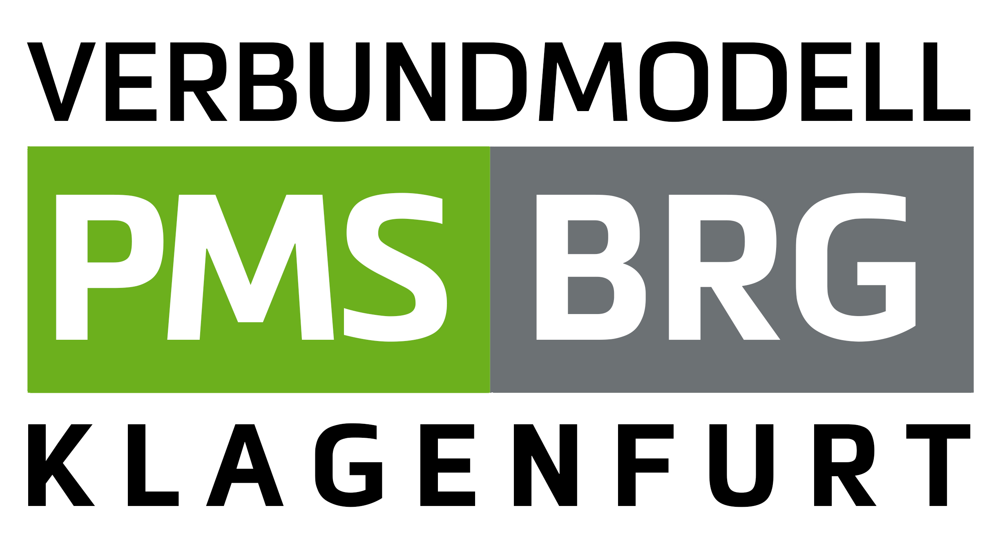 VERBUNDMODELL
PMS BRG
KLAGENFURT